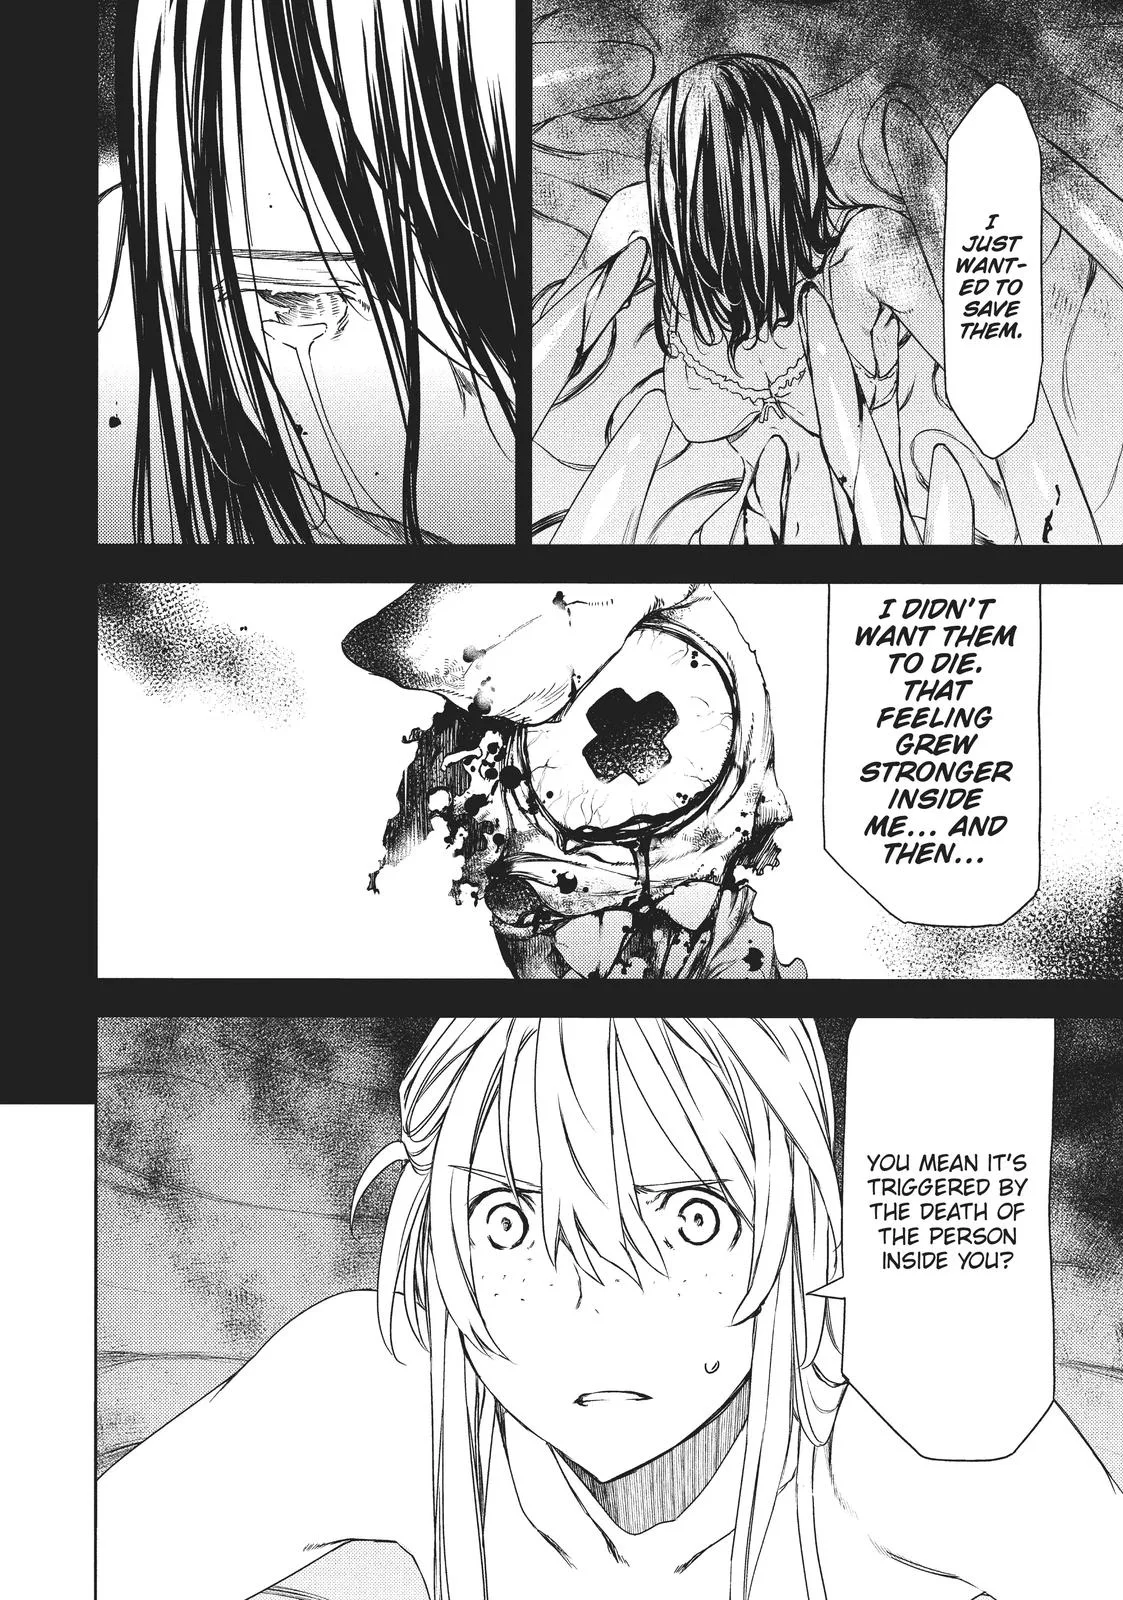 I
JUST
WANT-
ED TO
SAVE
THEM.
I DIDN'T
WANT THEM
TO DIE.
THAT
FEELING
GREW
STRONGER
INSIDE
ME... AND
THEN...
YOU MEAN IT'S
TRIGGERED BY
THE DEATH OF
THE PERSON
INSIDE YOU?